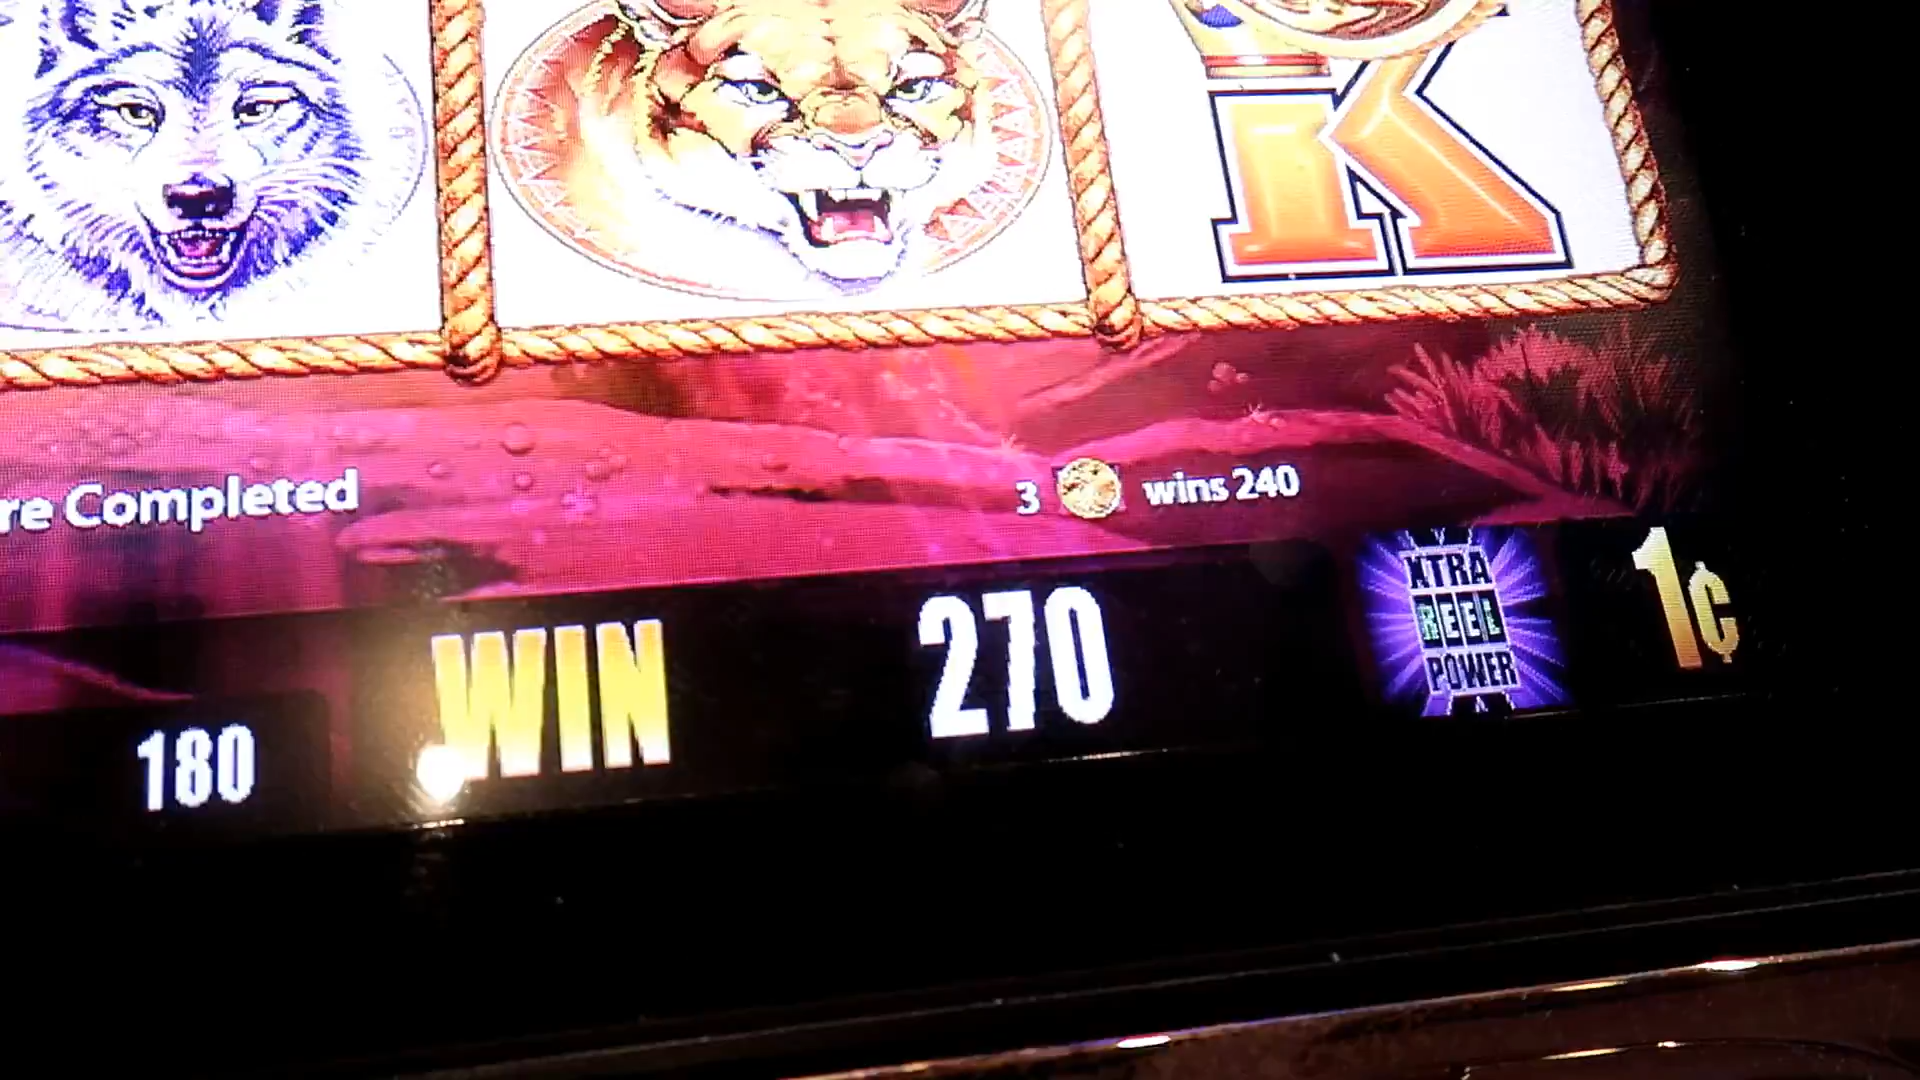 K
re Completed
3 wins 240
180
WIN
270
XTRA
REEL
POWER
1¢